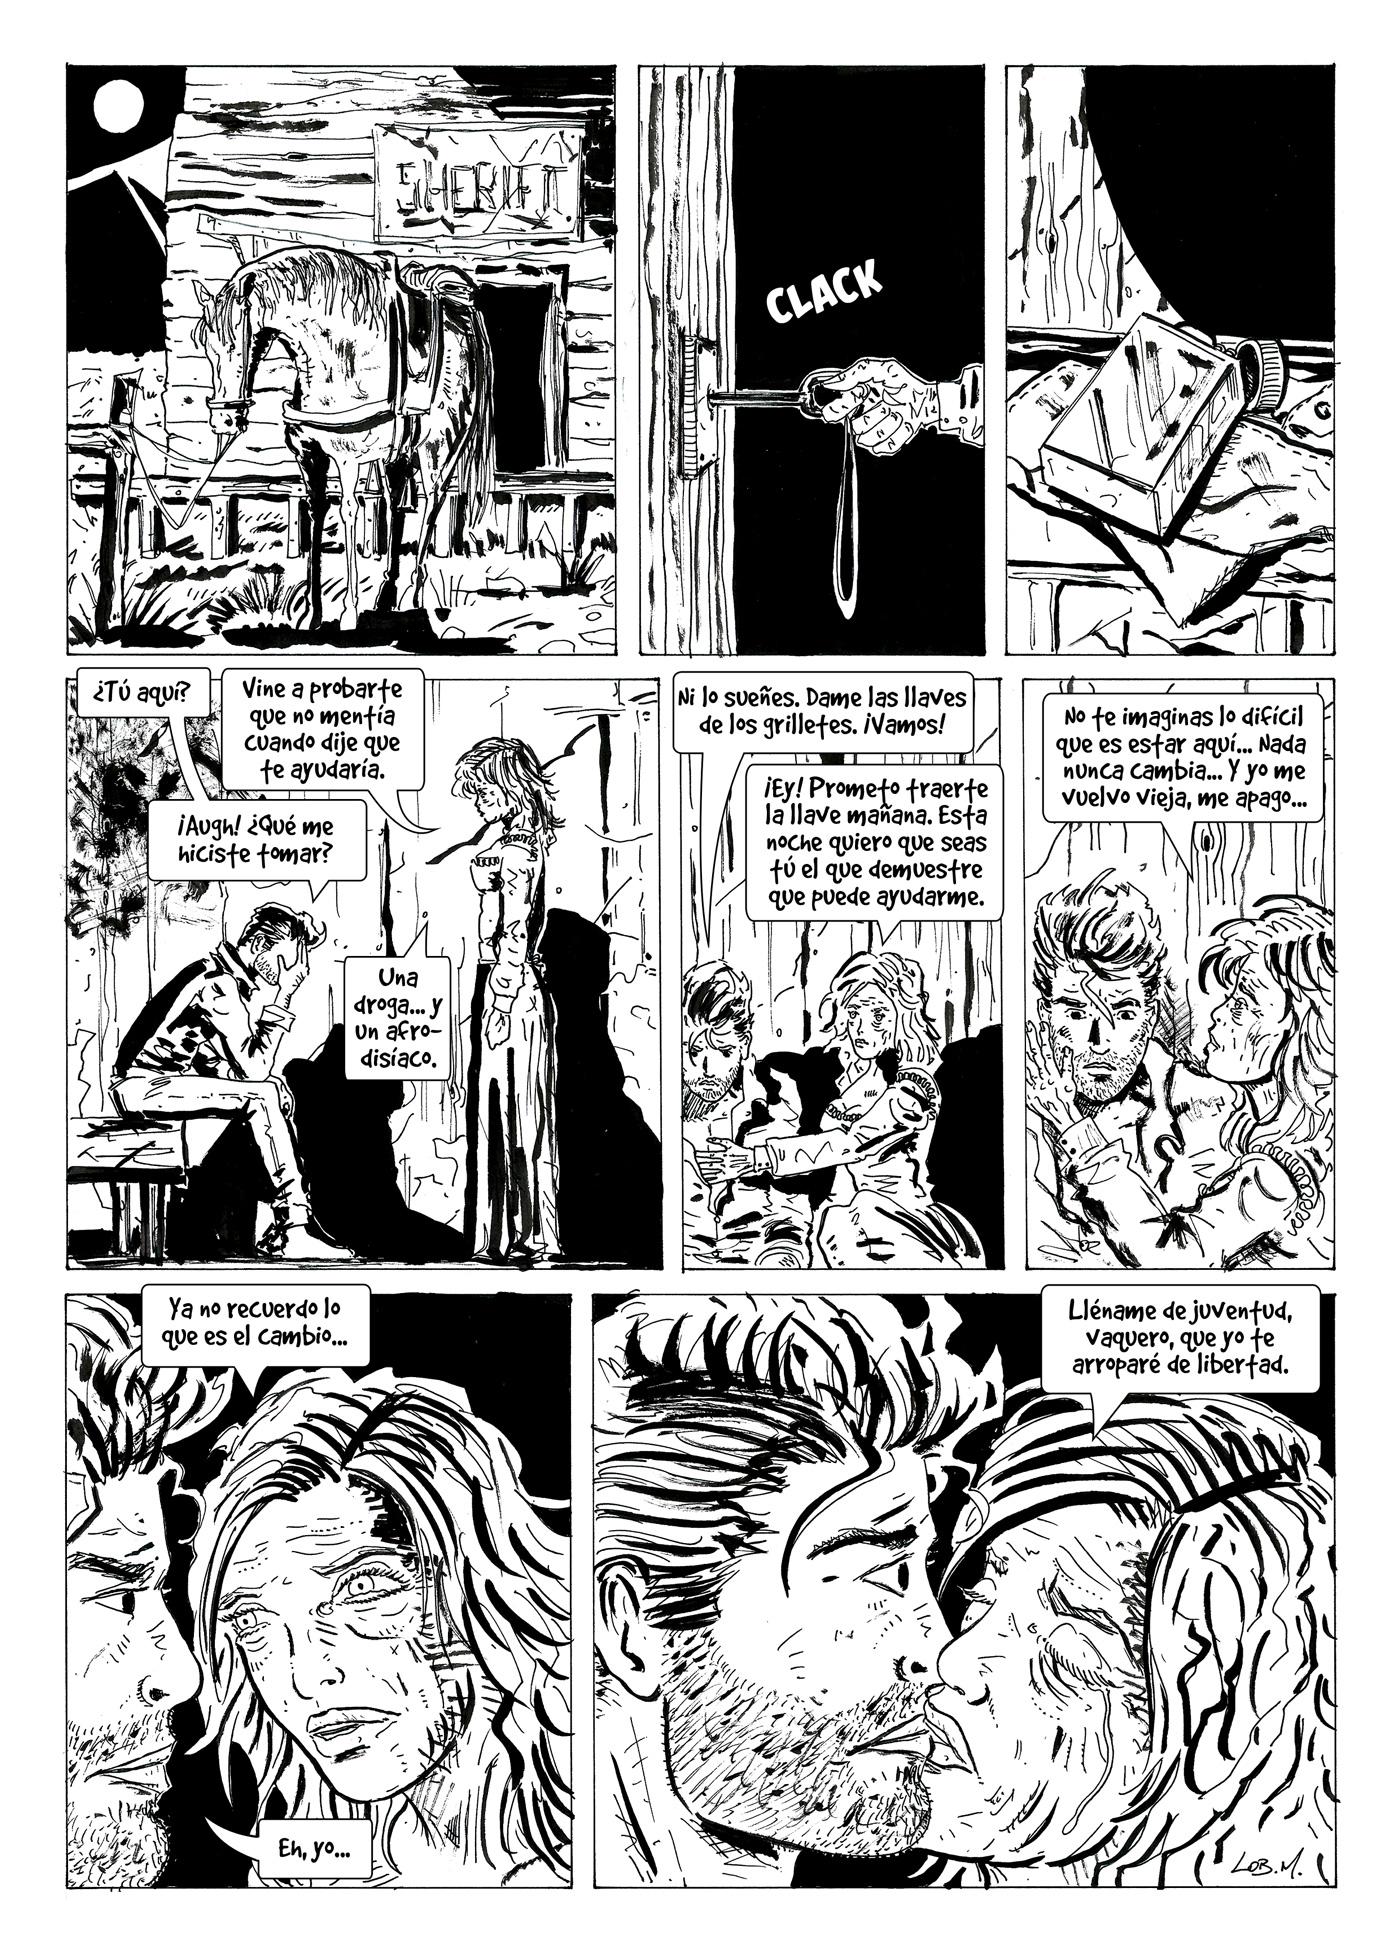 SHERIFF
CLACK
¿Tú aquí?
Vine a probarte
que no mentía
cuando dije que
te ayudaría.
¡Augh! ¿Qué me
hiciste tomar?
Una
droga... y
un afro-
disíaco.
Ni lo sueñes. Dame las llaves
de los grilletes. ¡Vamos!
¡Ey! Prometo traerte
la llave mañana. Esta
noche quiero que seas
tú el que demuestre
que puede ayudarme.
No te imaginas lo difícil
que es estar aquí... Nada
nunca cambia... Y yo me
vuelvo vieja, me apago...
Ya no recuerdo lo
que es el cambio...
Eh, yo...
Lléname de juventud,
vaquero, que yo te
arroparé de libertad.
LOB.M.